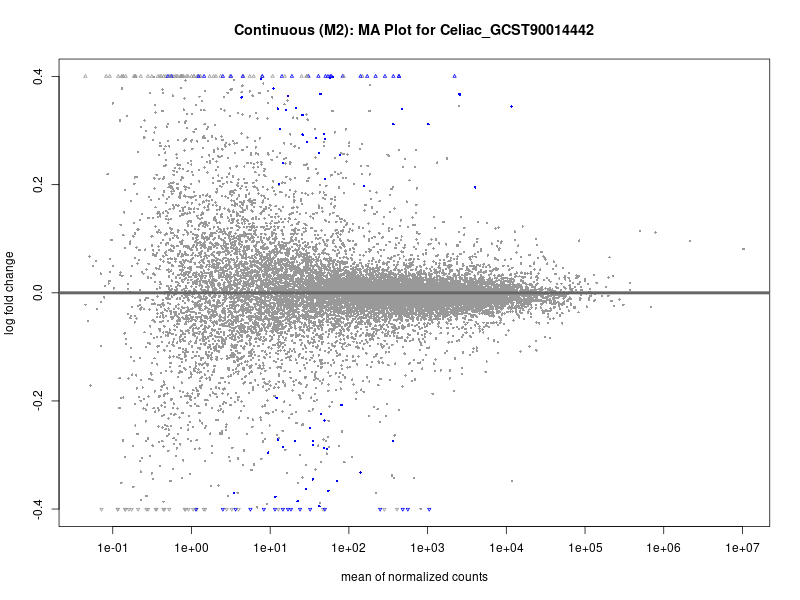 Continuous (M2): MA Plot for Celiac_GCST90014442
log fold change
0.4
0.2
0.0
-0.2
-0.4
1e-01 1e+00 1e+01 1e+02 1e+03 1e+04 1e+05 1e+06 1e+07
mean of normalized counts